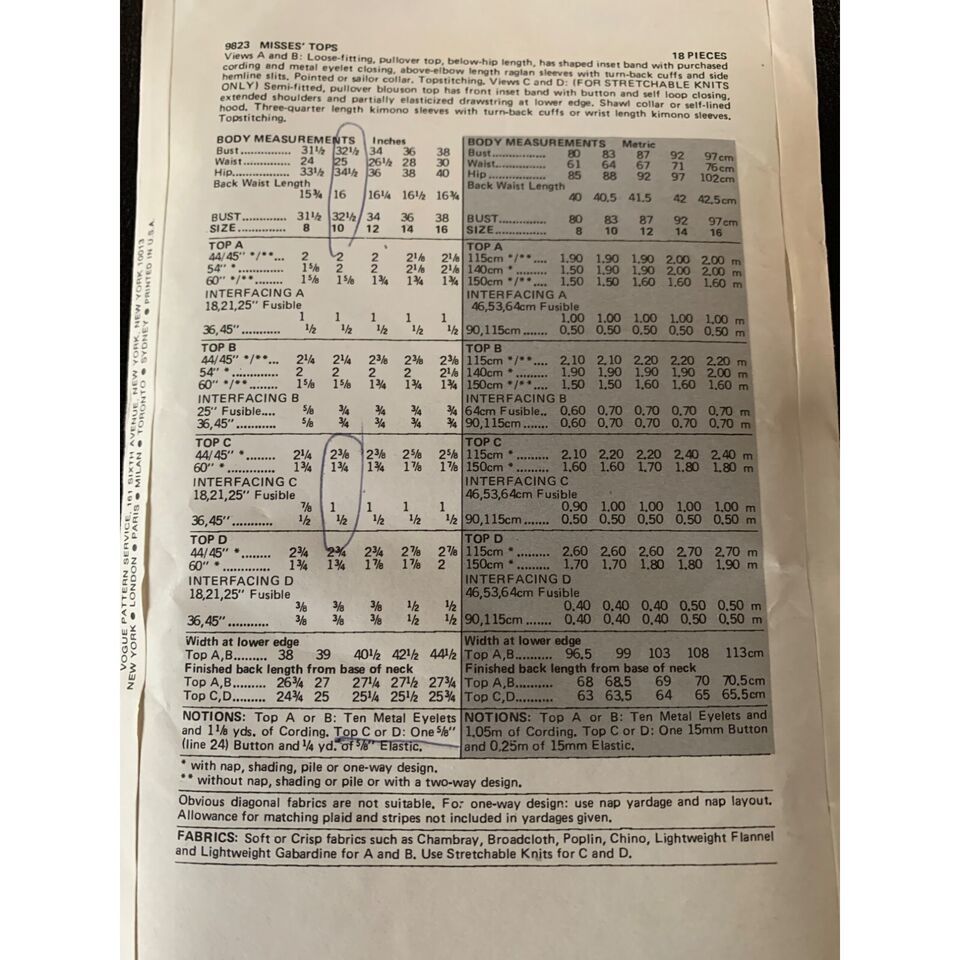 9823 MISSES' TOPS 18 PIECES
Views A and B: Loose-fitting, pullover top, below-hip length, has shaped inset band with purchased
cording and metal eyelet closing, above-elbow length raglan sleeves with turn-back cuffs and side
hemline slits. Pointed or sailor collar. Topstitching. Views C and D: (FOR STRETCHABLE KNITS
ONLY) Semi-fitted, pullover blouson top has front inset band with button and self loop closing,
extended shoulders and partially elasticized drawstring at lower edge. Shawl collar or self-lined
hood. Three-quarter length kimono sleeves with turn-back cuffs or wrist length kimono sleeves.
Topstitching.
BODY MEASUREMENTS Inches
Bust.............. 31½ 32½ 34 36 38
Waist.............. 24 25 26½ 28 30
Hip.............. 33½ 34½ 36 38 40
Back Waist Length
15¾ 16 16¼ 16½ 16¾
BUST............. 31½ 32½ 34 36 38
SIZE.............. 8 10 12 14 16
TOP A
44/45" */**... 2 2 2 2⅛ 2⅛
54" *........... 1⅝ 2 2 2⅛ 2⅛
60" */**........ 1⅝ 1⅝ 1¾ 1¾ 1¾
INTERFACING A
18,21,25" Fusible
1 1 1 1 1
36,45"........... ½ ½ ½ ½ ½
TOP B
44/45" */**... 2¼ 2¼ 2⅜ 2⅜ 2⅜
54" *........... 2 2 2 2 2⅛
60" */**........ 1⅝ 1⅝ 1¾ 1¾ 1¾
INTERFACING B
25" Fusible.... ⅝ ¾ ¾ ¾ ¾
36,45"........... ⅝ ¾ ¾ ¾ ¾
TOP C
44/45" *........ 2¼ 2⅜ 2⅜ 2⅝ 2⅝
60" *............ 1¾ 1¾ 1¾ 1⅞ 1⅞
INTERFACING C
18,21,25" Fusible
⅞ 1 1 1 1
36,45"........... ½ ½ ½ ½ ½
TOP D
44/45" *........ 2¾ 2¾ 2¾ 2⅞ 2⅞
60" *............ 1¾ 1¾ 1⅞ 1⅞ 2
INTERFACING D
18,21,25" Fusible
⅜ ⅜ ⅜ ½ ½
36,45"........... ⅜ ⅜ ⅜ ½ ½
Width at lower edge
Top A,B......... 38 39 40½ 42½ 44½
Finished back length from base of neck
Top A,B......... 26¾ 27 27¼ 27½ 27¾
Top C,D......... 24¾ 25 25¼ 25½ 25¾
NOTIONS: Top A or B: Ten Metal Eyelets
and 1⅛ yds. of Cording. Top C or D: One ⅝"
(line 24) Button and ¼ yd. of ⅝" Elastic.
BODY MEASUREMENTS Metric
Bust.............. 80 83 87 92 97cm
Waist.............. 61 64 67 71 76cm
Hip .............. 85 88 92 97 102cm
Back Waist Length
40 40,5 41.5 42 42,5cm
BUST............. 80 83 87 92 97cm
SIZE.............. 8 10 12 14 16
TOP A
115cm */**.... 1.90 1.90 1.90 2.00 2.00 m
140cm *......... 1.50 1.90 1.90 2.00 2.00 m
150cm */**.... 1.50 1.50 1.60 1.60 1.60 m
INTERFACING A
46,53,64cm Fusible
1.00 1.00 1.00 1.00 1.00 m
90,115cm ....... 0.50 0.50 0.50 0.50 0.50 m
TOP B
115cm */**.... 2.10 2.10 2.20 2.20 2.20 m
140cm *......... 1.90 1.90 1.90 1.90 2.00 m
150cm */**.... 1.50 1.50 1.60 1.60 1.60 m
INTERFACING B
64cm Fusible.. 0.60 0.70 0.70 0.70 0.70 m
90,115cm ....... 0.60 0.70 0.70 0.70 0.70 m
TOP C
115cm *......... 2.10 2.20 2.20 2.40 2.40 m
150cm *......... 1.60 1.60 1.70 1.80 1.80 m
INTERFACING C
46,53,64cm Fusible
0.90 1.00 1.00 1.00 1.00 m
90,115cm ....... 0.50 0.50 0.50 0.50 0.50 m
TOP D
115cm *......... 2.60 2.60 2.60 2.70 2.70 m
150cm *......... 1.70 1.70 1.80 1.80 1.90 m
INTERFACING D
46,53,64cm Fusible
0.40 0.40 0.40 0.50 0.50 m
90,115cm ....... 0.40 0.40 0.40 0.50 0.50 m
Width at lower edge
Top A,B......... 96.5 99 103 108 113cm
Finished back length from base of neck
Top A,B......... 68 68.5 69 70 70.5cm
Top C,D......... 63 63.5 64 65 65.5cm
NOTIONS: Top A or B: Ten Metal Eyelets and
1,05m of Cording. Top C or D: One 15mm Button
and 0.25m of 15mm Elastic.
* with nap, shading, pile or one-way design.
** without nap, shading or pile or with a two-way design.
Obvious diagonal fabrics are not suitable. For one-way design: use nap yardage and nap layout.
Allowance for matching plaid and stripes not included in yardages given.
FABRICS: Soft or Crisp fabrics such as Chambray, Broadcloth, Poplin, Chino, Lightweight Flannel
and Lightweight Gabardine for A and B. Use Stretchable Knits for C and D.
VOGUE PATTERN SERVICE, 161 SIXTH AVENUE, NEW YORK, NEW YORK 10013
NEW YORK ● LONDON ● PARIS ● MILAN ● TORONTO ● SYDNEY ● PRINTED IN U.S.A.